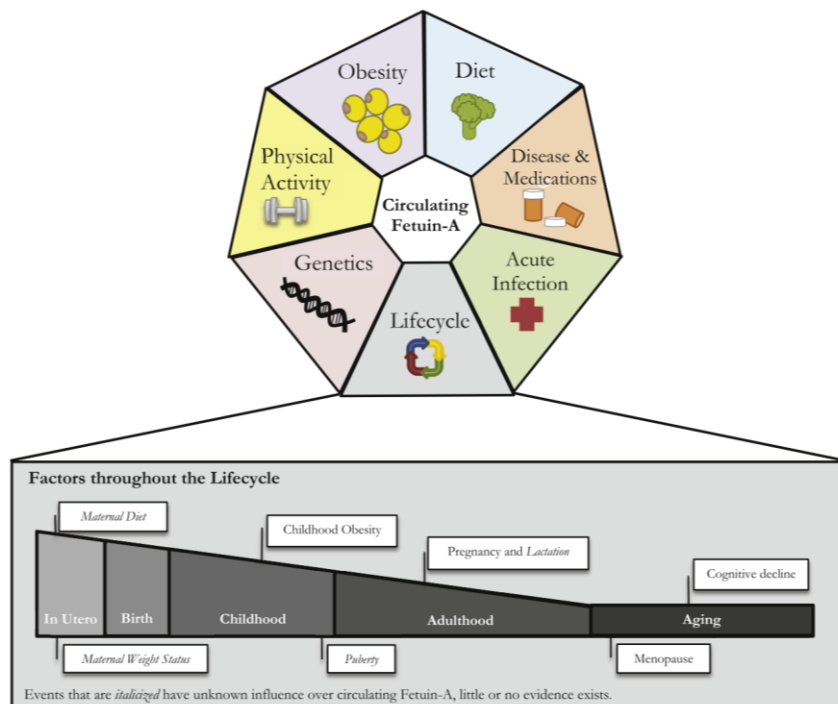 Obesity
Diet
Physical
Activity
Disease &
Medications
Circulating
Fetuin-A
Genetics
Acute
Infection
Lifecycle
Factors throughout the Lifecycle
Maternal Diet
Childhood Obesity
Pregnancy and Lactation
Cognitive decline
In Utero
Birth
Childhood
Adulthood
Aging
Maternal Weight Status
Puberty
Menopause
Events that are italicized have unknown influence over circulating Fetuin-A, little or no evidence exists.